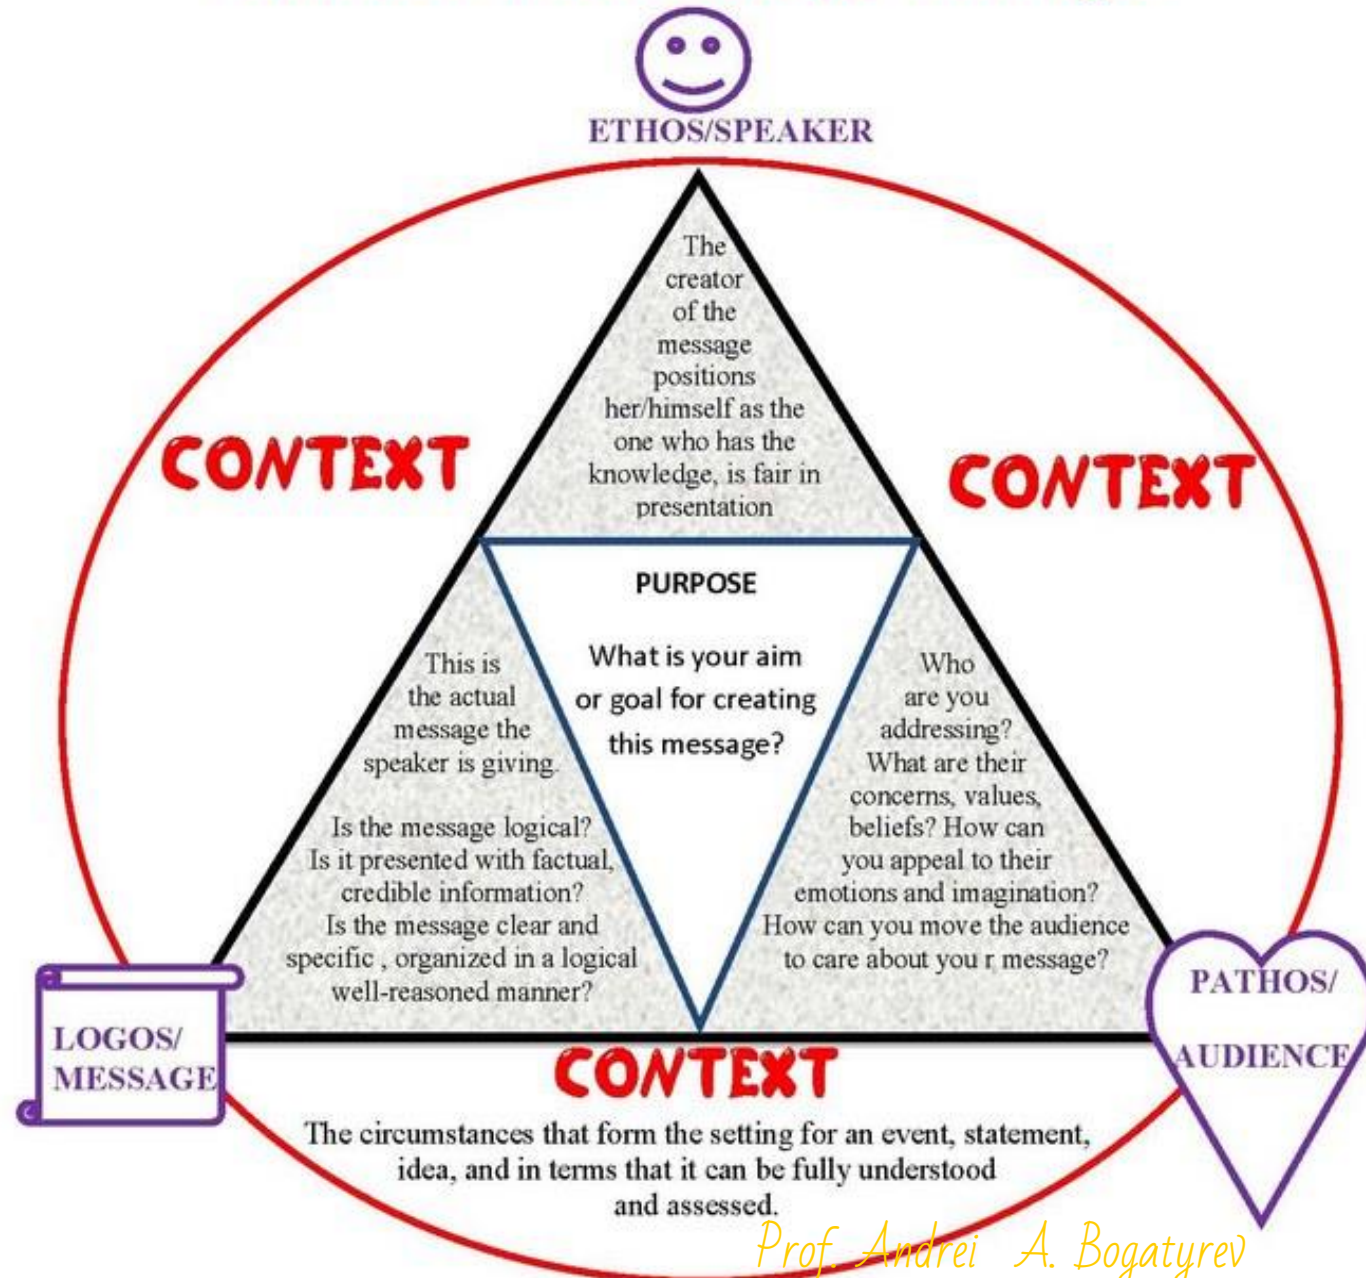 ETHOS/SPEAKER
The
creator
of the
message
positions
her/himself as the
one who has the
knowledge, is fair in
presentation
CONTEXT
CONTEXT
PURPOSE
What is your aim
or goal for creating
this message?
This is
the actual
message the
speaker is giving.
Is the message logical?
Is it presented with factual,
credible information?
Is the message clear and
specific , organized in a logical
well-reasoned manner?
Who
are you
addressing?
What are their
concerns, values,
beliefs? How can
you appeal to their
emotions and imagination?
How can you move the audience
to care about you r message?
LOGOS/
MESSAGE
PATHOS/
AUDIENCE
CONTEXT
The circumstances that form the setting for an event, statement,
idea, and in terms that it can be fully understood
and assessed.
Prof. Andrei A. Bogatyrev